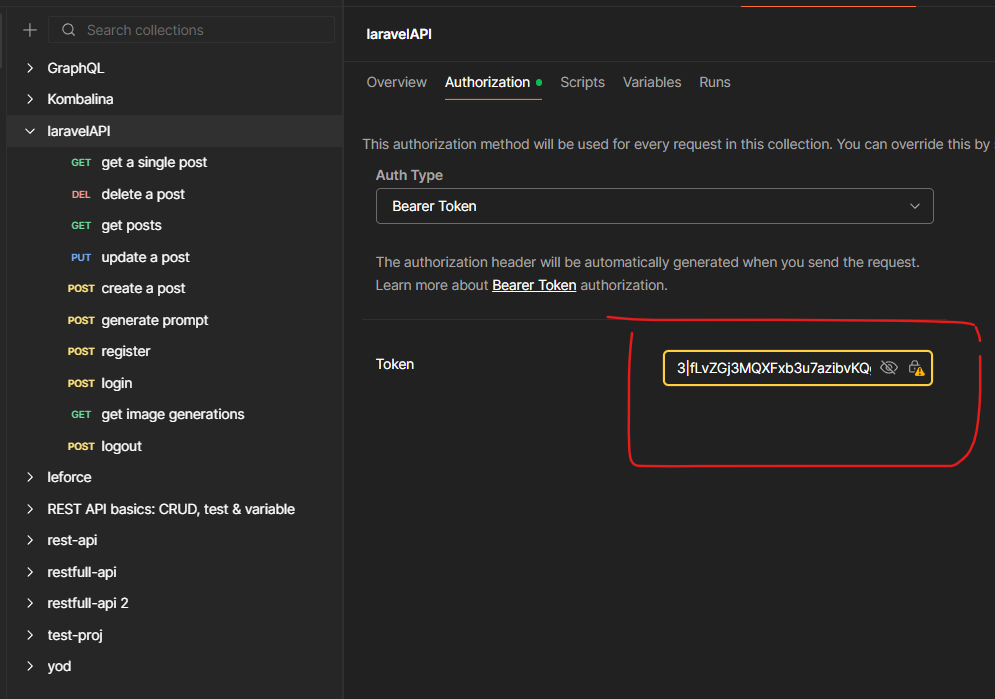 Search collections
GraphQL
Kombalina
laravelAPI
GET get a single post
DEL delete a post
GET get posts
PUT update a post
POST create a post
POST generate prompt
POST register
POST login
GET get image generations
POST logout
leforce
REST API basics: CRUD, test & variable
rest-api
restfull-api
restfull-api 2
test-proj
yod
laravelAPI
Overview Authorization Scripts Variables Runs
This authorization method will be used for every request in this collection. You can override this by
Auth Type
Bearer Token
The authorization header will be automatically generated when you send the request.
Learn more about Bearer Token authorization.
Token
3|fLvZGj3MQXFxb3u7azibvKQ